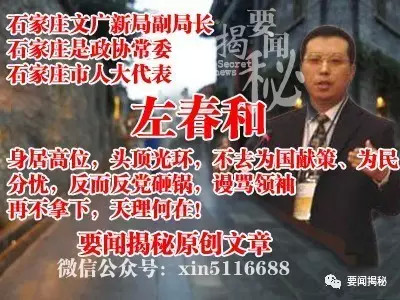 石家庄文广新局副局长
石家庄是政协常委
石家庄市人大代表
要闻
揭秘
Secret
news
左春和
身居高位，头顶光环，不去为国献策、为民
分忧，反而反党砸锅，谩骂领袖
再不拿下，天理何在！
要闻揭秘原创文章
微信公众号：xin5116688
要闻揭秘